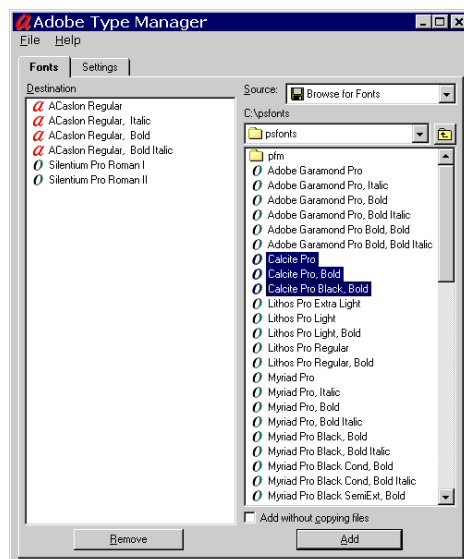 Adobe Type Manager
File Help
Fonts Settings
Destination
ACaslon Regular
ACaslon Regular, Italic
ACaslon Regular, Bold
ACaslon Regular, Bold Italic
Silentium Pro Roman I
Silentium Pro Roman II
Remove
Source: Browse for Fonts
C:\psfonts
psfonts
pfm
Adobe Garamond Pro
Adobe Garamond Pro, Italic
Adobe Garamond Pro, Bold
Adobe Garamond Pro, Bold Italic
Adobe Garamond Pro Bold, Bold
Adobe Garamond Pro Bold, Bold Italic
Calcite Pro
Calcite Pro, Bold
Calcite Pro Black, Bold
Lithos Pro Extra Light
Lithos Pro Light
Lithos Pro Light, Bold
Lithos Pro Regular
Lithos Pro Regular, Bold
Myriad Pro
Myriad Pro, Italic
Myriad Pro, Bold
Myriad Pro, Bold Italic
Myriad Pro Black, Bold
Myriad Pro Black, Bold Italic
Myriad Pro Black Cond, Bold
Myriad Pro Black Cond, Bold Italic
Myriad Pro Black SemiExt, Bold
Add without copying files
Add